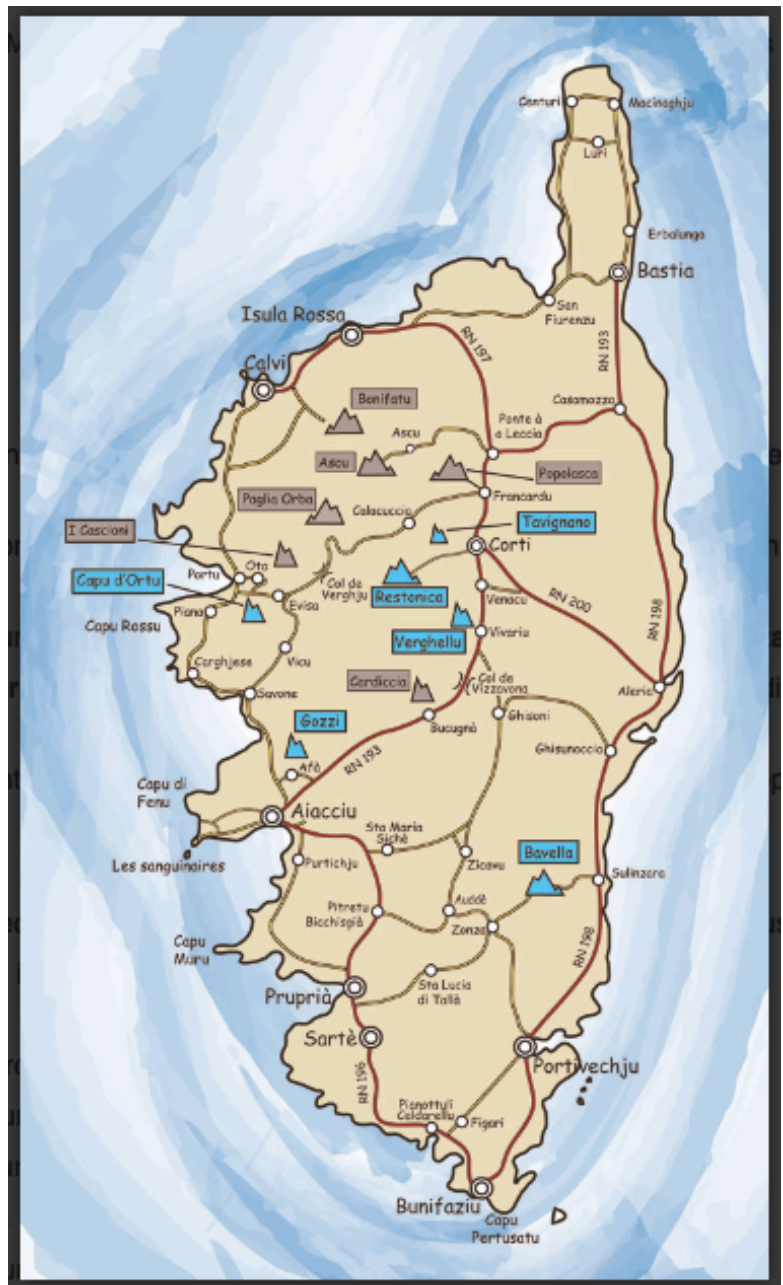 Centuri
Macinaghju
Luri
Erbalunga
Bastia
San
Fiurenzu
Isula Rossa
RN 197
RN 193
Calvi
Casamozza
Bonifatu
Ponte à
a Leccia
Ascu
Ascu
Popolasca
Francardu
Paglia Orba
Calacuccia
Tavignano
I Cascioni
Corti
Capu d'Ortu
Portu
Ota
Col de
Verghju
Restonica
Venacu
RN 200
RN 198
Evisa
Piana
Capu Rossu
Verghellu
Vivariu
Carghjese
Vicu
Cardiccia
Col de
Vizzavona
Aleria
Savone
Gozzi
Bucugnà
Ghisoni
Ghisunaccia
Afà
RN 193
Capu di
Fenu
Aiacciu
Les sanguinaires
Sta Maria
Sichè
Purtichju
Zicavu
Bavella
Sulinzara
Pitretu
Bicchisgià
Auddè
Zonza
RN 198
Capu
Muru
Sta Lucia
di Tallà
Pruprià
Sartè
Portivechju
RN 196
Pianottuli
Caldarellu
Figari
Bunifaziu
Capu
Pertusatu